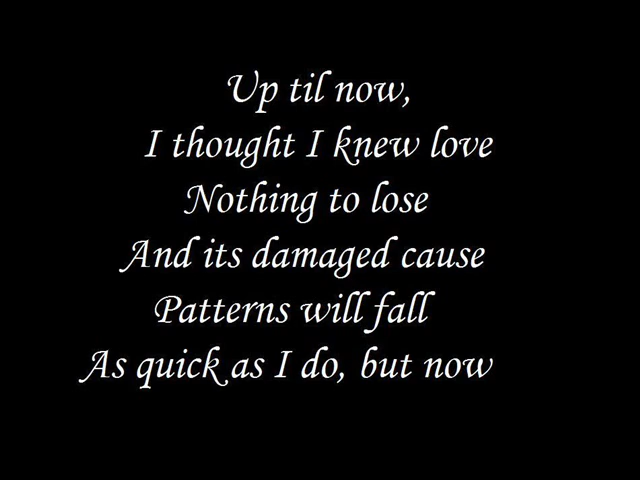 Up til now,
I thought I knew love
Nothing to lose
And its damaged cause
Patterns will fall
As quick as I do, but now